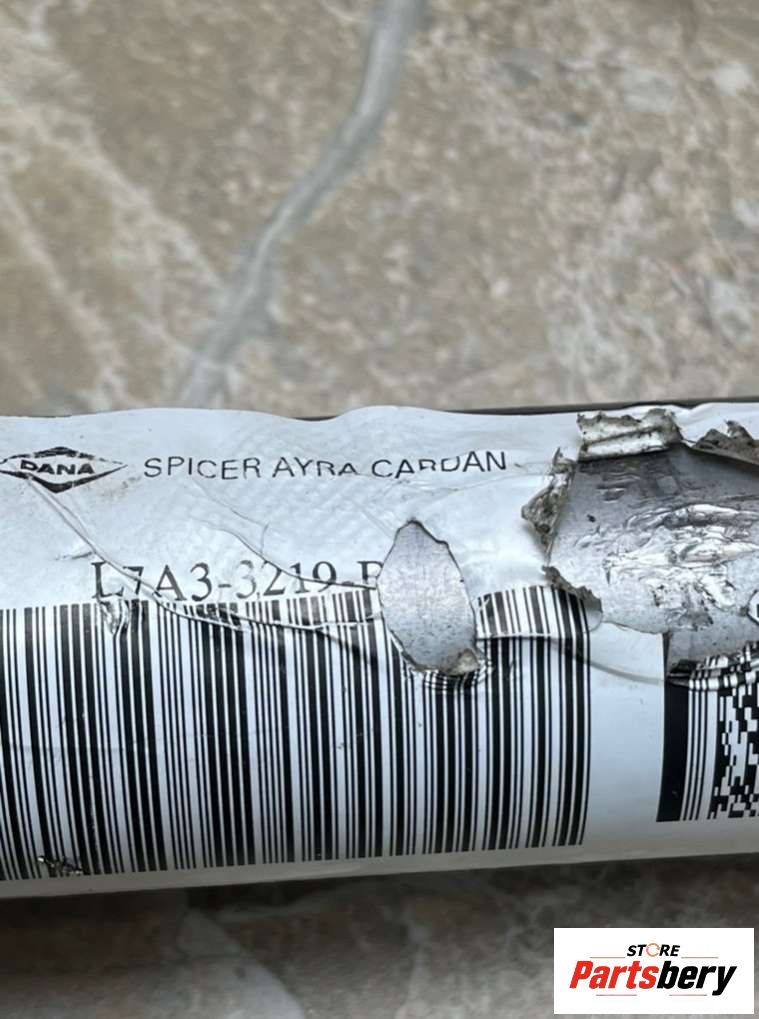 DANA SPICER AYRA CARDAN
L7A3-3219-
STORE
Partsbery